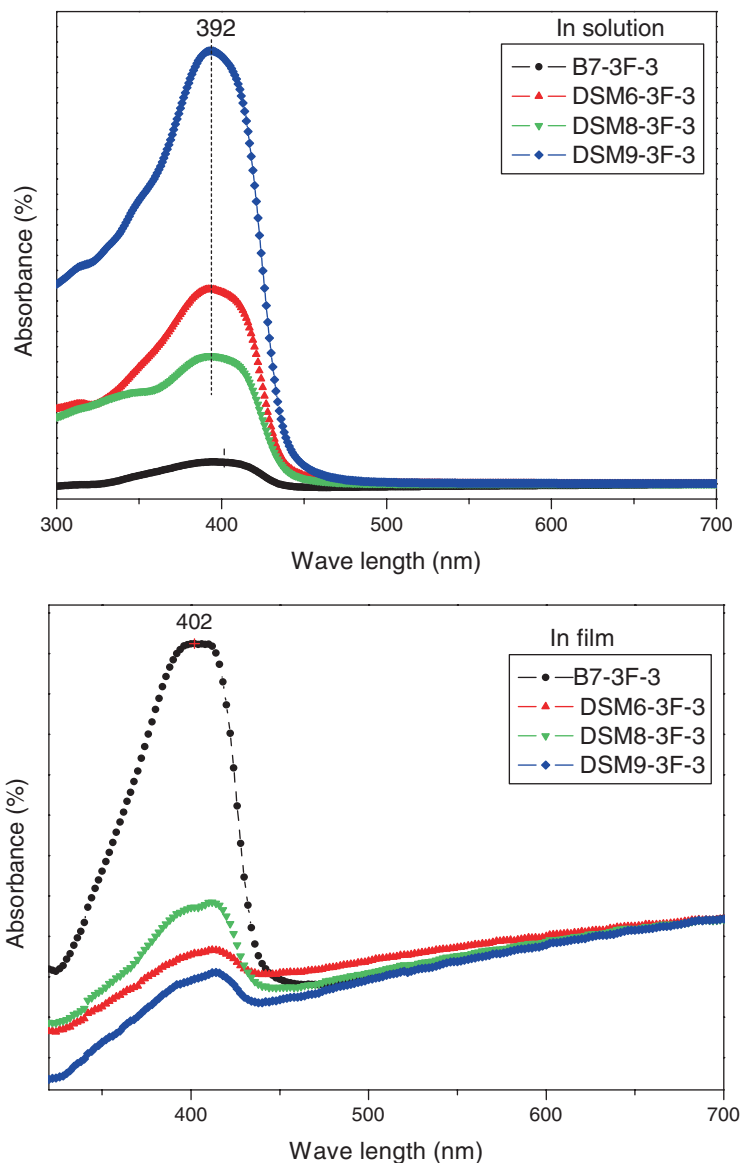 392
In solution
B7-3F-3
DSM6-3F-3
DSM8-3F-3
DSM9-3F-3
Absorbance (%)
300 400 500 600 700
Wave length (nm)
402
In film
B7-3F-3
DSM6-3F-3
DSM8-3F-3
DSM9-3F-3
Absorbance (%)
400 500 600 700
Wave length (nm)